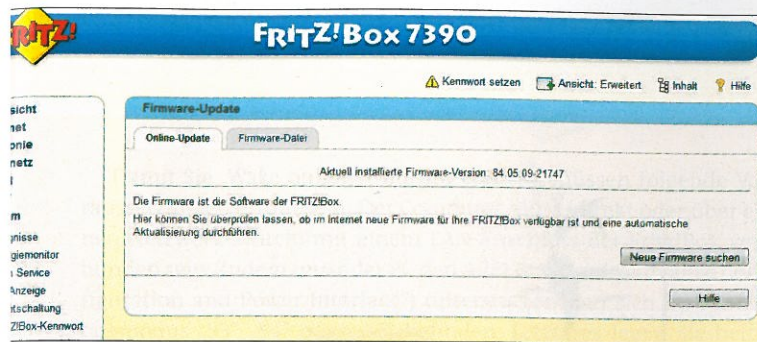 FRITZ!
FRITZ!Box 7390
Kennwort setzen Ansicht: Erweitert Inhalt Hilfe
sicht
net
onie
netz
m
gnisse
giemonitor
Service
Anzeige
tschaltung
Z!Box-Kennwort
Firmware-Update
Online-Update Firmware-Datei
Aktuell installierte Firmware-Version: 84.05.09-21747
Die Firmware ist die Software der FRITZ!Box.
Hier können Sie überprüfen lassen, ob im Internet neue Firmware für Ihre FRITZ!Box verfügbar ist und eine automatische
Aktualisierung durchführen.
Neue Firmware suchen
Hilfe